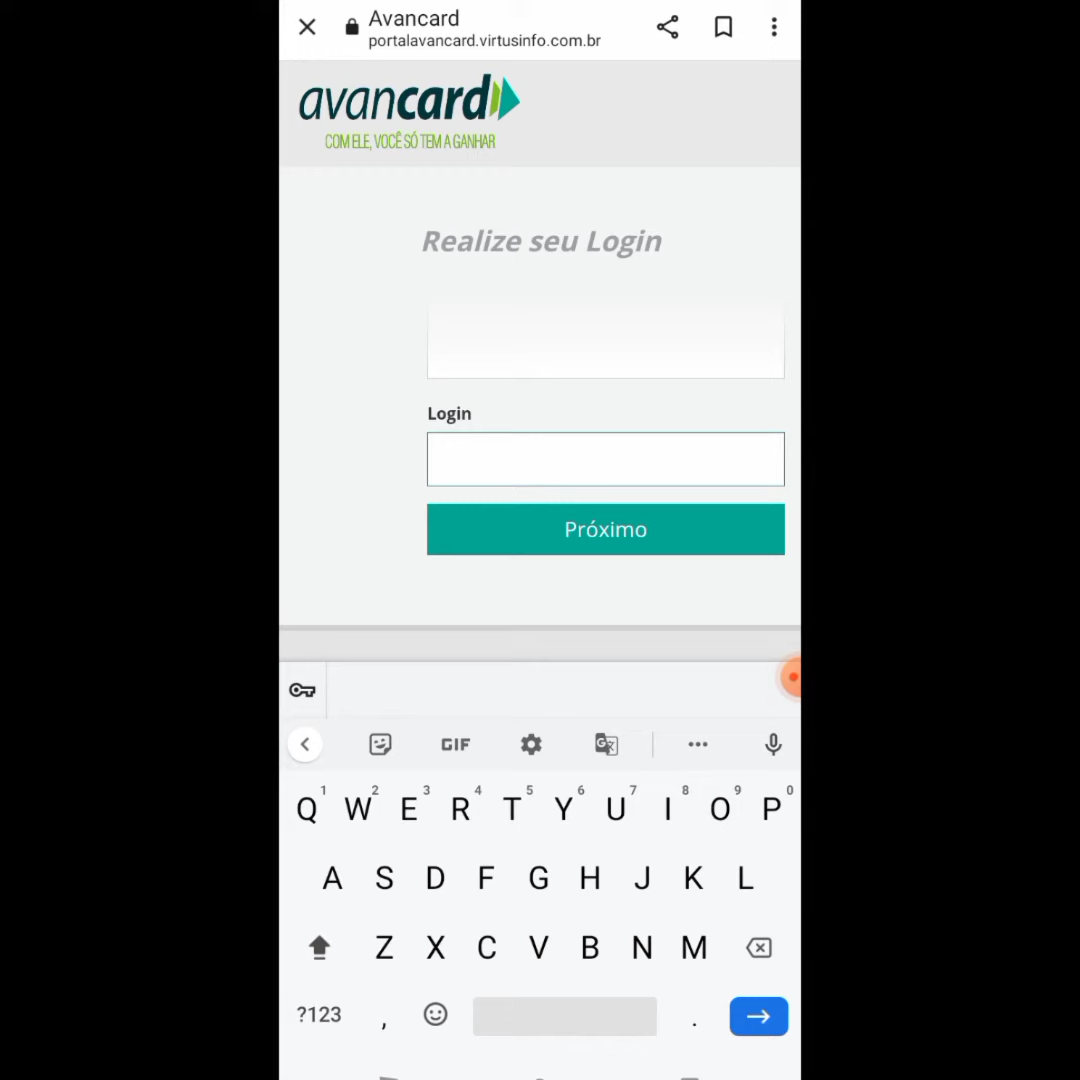 Avancard
portalavancard.virtusinfo.com.br
avancard
COM ELE, VOCÊ SÓ TEM A GANHAR
Realize seu Login
Login
Próximo
GIF
G
1 2 3 4 5 6 7 8 9 0
Q W E R T Y U I O P
A S D F G H J K L
Z X C V B N M
?123 , .